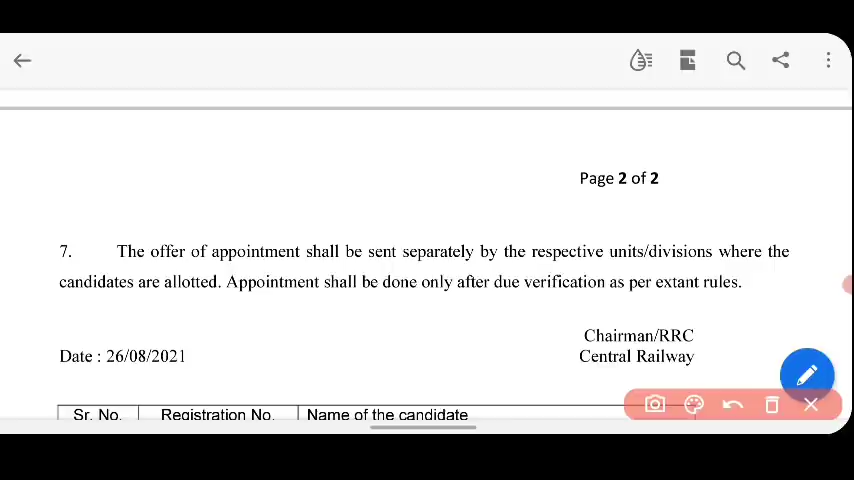 Page 2 of 2
7. The offer of appointment shall be sent separately by the respective units/divisions where the
candidates are allotted. Appointment shall be done only after due verification as per extant rules.
Chairman/RRC
Date : 26/08/2021 Central Railway
Sr. No. Registration No. Name of the candidate